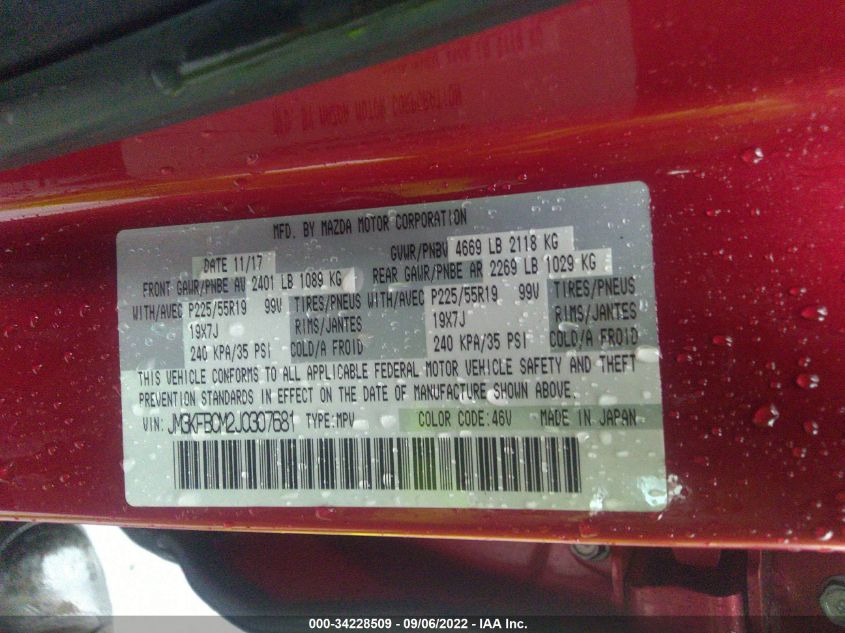 MFD. BY MAZDA MOTOR CORPORATION
DATE 11/17 GVWR/PNBV 4669 LB 2118 KG
FRONT GAWR/PNBE AV 2401 LB 1089 KG REAR GAWR/PNBE AR 2269 LB 1029 KG
WITH/AVEC P225/55R19 99V TIRES/PNEUS WITH/AVEC P225/55R19 99V TIRES/PNEUS
19X7J RIMS/JANTES 19X7J RIMS/JANTES
240 KPA/35 PSI COLD/A FROID 240 KPA/35 PSI COLD/A FROID
THIS VEHICLE CONFORMS TO ALL APPLICABLE FEDERAL MOTOR VEHICLE SAFETY AND THEFT
PREVENTION STANDARDS IN EFFECT ON THE DATE OF MANUFACTURE SHOWN ABOVE.
VIN: JM3KFBCM2J0307681 TYPE:MPV COLOR CODE:46V MADE IN JAPAN
000-34228509 - 09/06/2022 - IAA Inc.